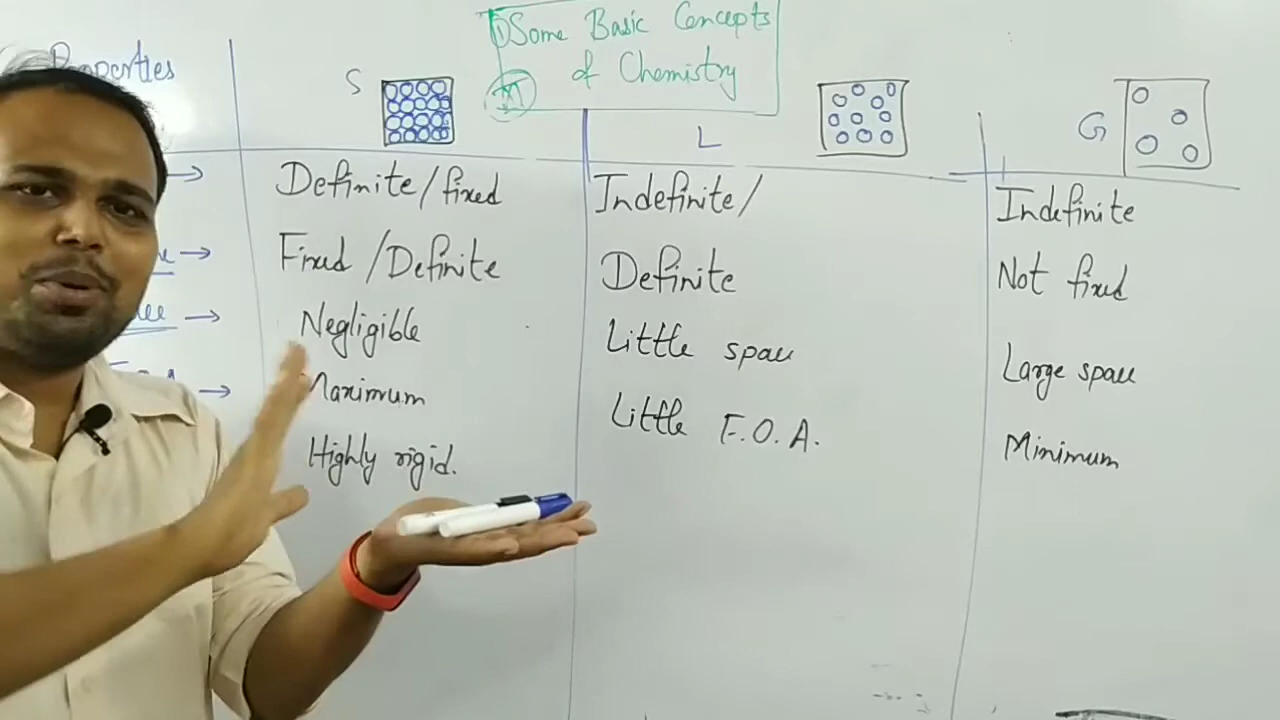 ① Some Basic Concepts
of Chemistry
Properties S L G
→ Definite/fixed Indefinite/ Indefinite
→ Fixed/Definite Definite Not fixed
→ Negligible Little space Large space
→ Maximum Little F.O.A. Minimum
Highly rigid.